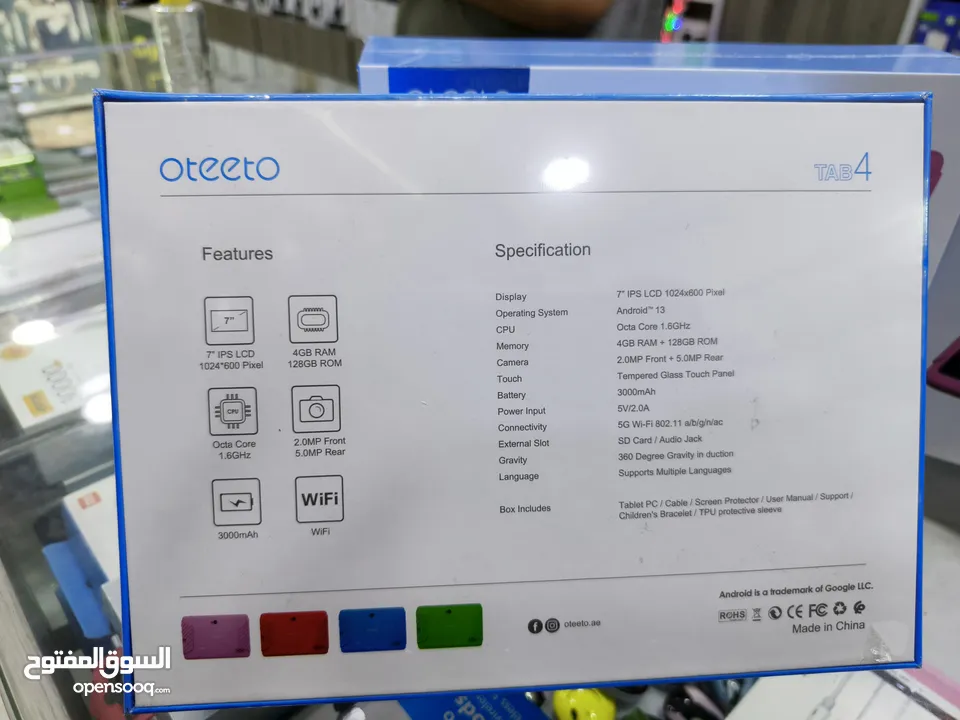 oteeto
TAB4
Features
7"
7" IPS LCD
1024*600 Pixel
4GB RAM
128GB ROM
CPU
Octa Core
1.6GHz
2.0MP Front
5.0MP Rear
3000mAh
WiFi
WiFi
Specification
Display 7" IPS LCD 1024x600 Pixel
Operating System Android™ 13
CPU Octa Core 1.6GHz
Memory 4GB RAM + 128GB ROM
Camera 2.0MP Front + 5.0MP Rear
Touch Tempered Glass Touch Panel
Battery 3000mAh
Power Input 5V/2.0A
Connectivity 5G Wi-Fi 802.11 a/b/g/n/ac
External Slot SD Card / Audio Jack
Gravity 360 Degree Gravity in duction
Language Supports Multiple Languages
Box Includes Tablet PC / Cable / Screen Protector / User Manual / Support /
Children's Bracelet / TPU protective sleeve
Android is a trademark of Google LLC.
oteeto.ae
ROHS CE FC
Made in China
السوق المفتوح
opensooq.com